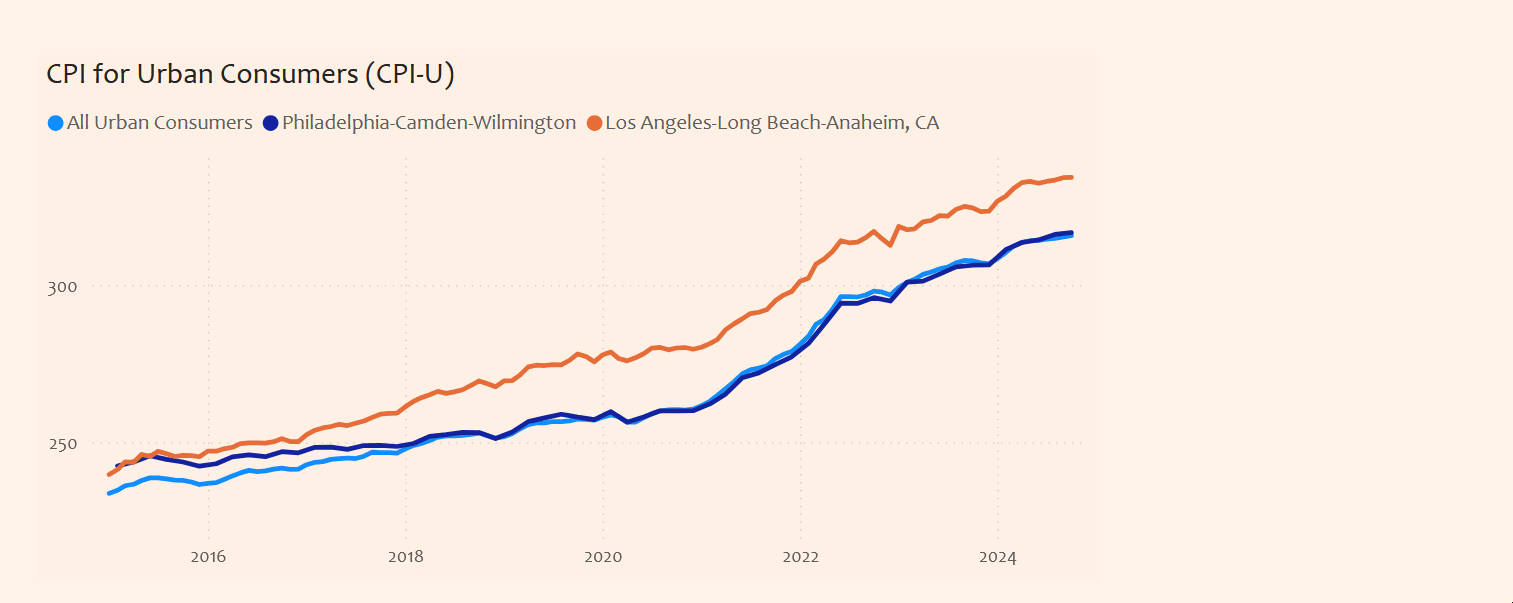 CPI for Urban Consumers (CPI-U)
All Urban Consumers Philadelphia-Camden-Wilmington Los Angeles-Long Beach-Anaheim, CA
300
250
2016 2018 2020 2022 2024